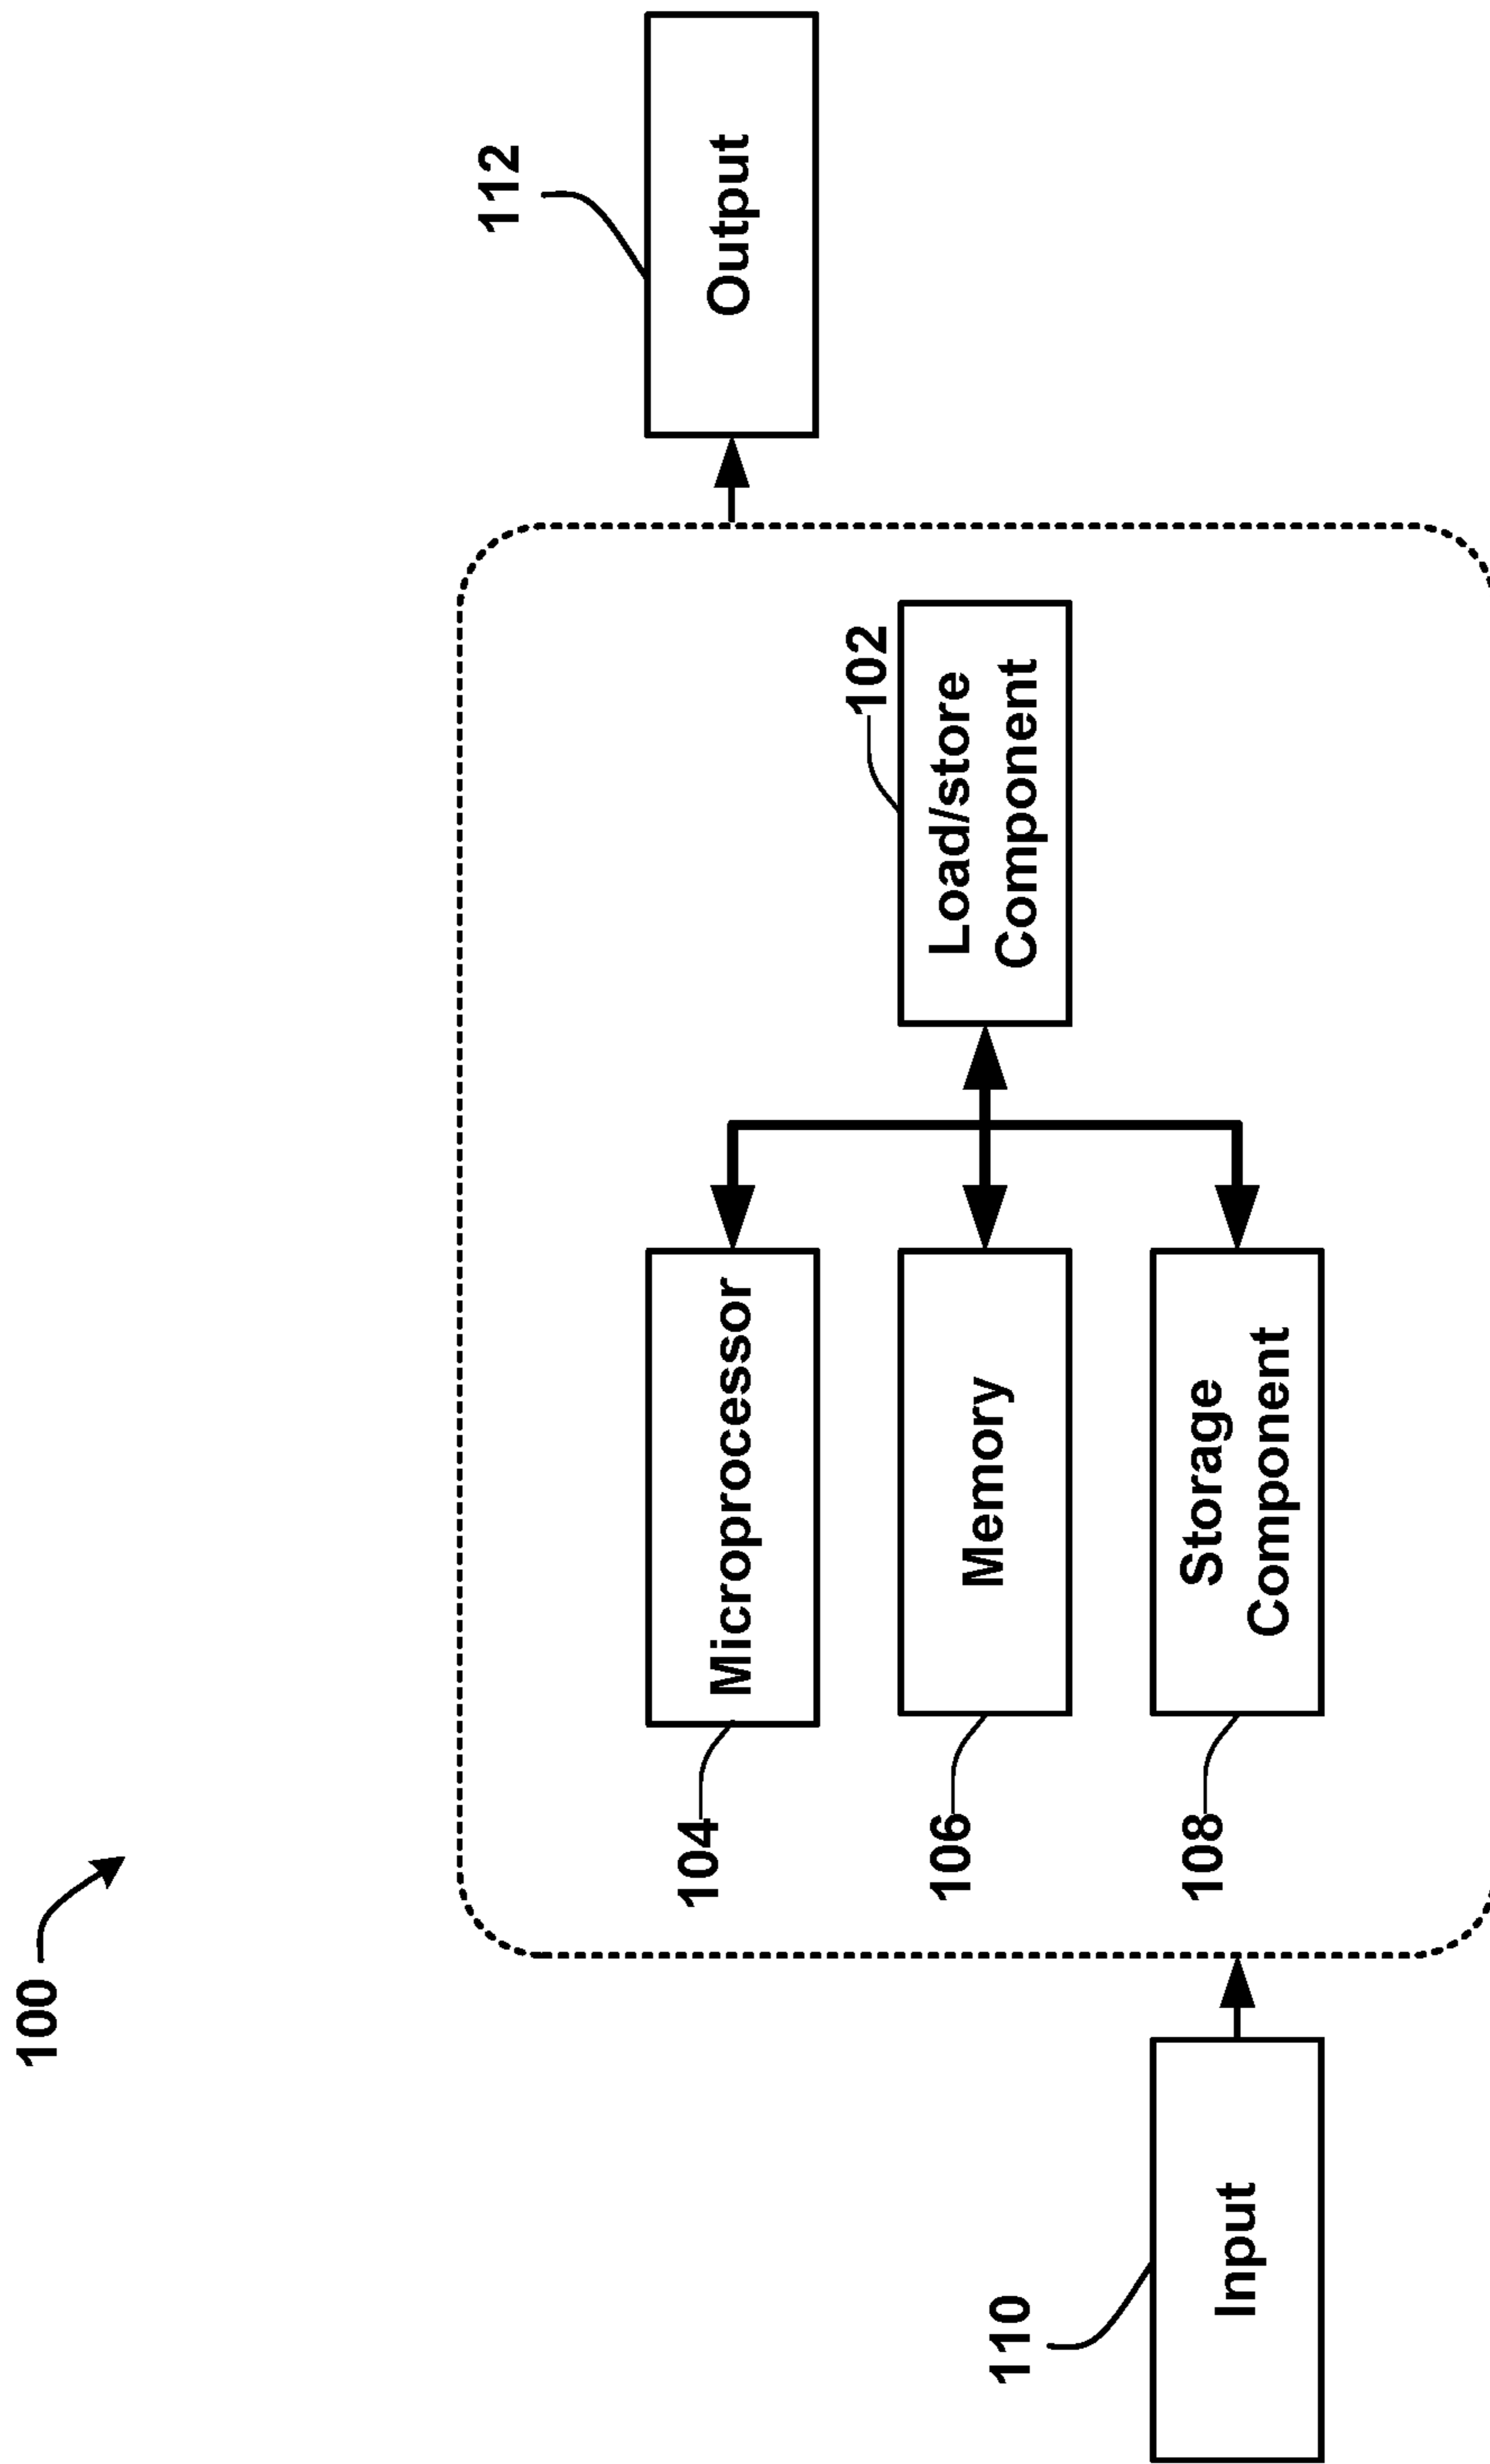 100
112
Output
102
Load/store
Component
104
Microprocessor
106
Memory
108
Storage
Component
110
Input